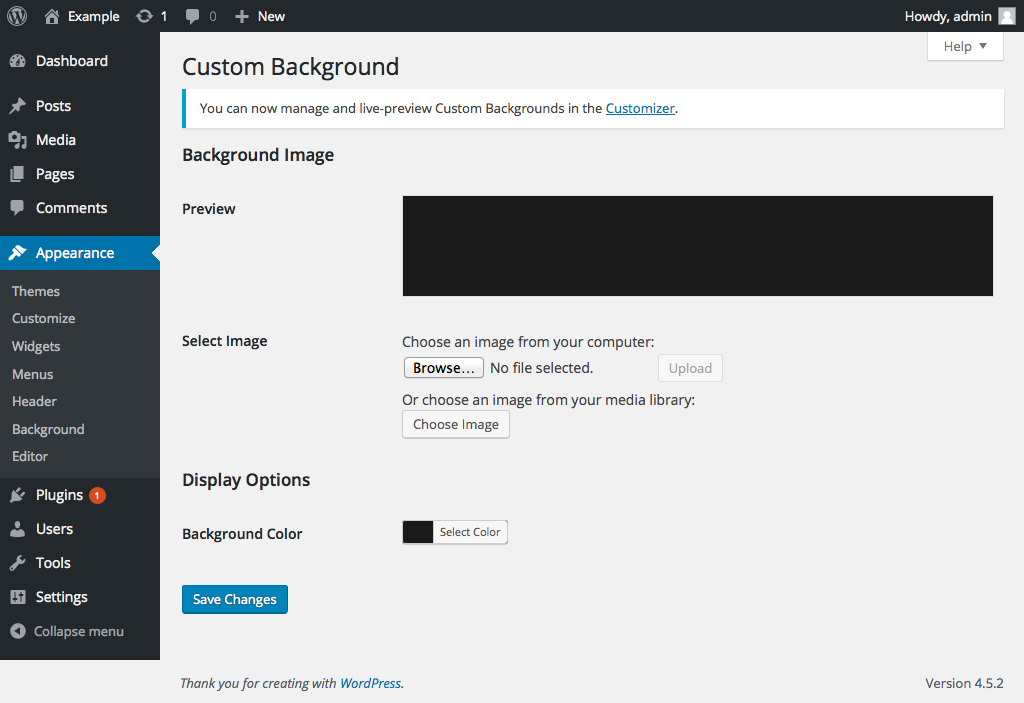 Example
1
0
New
Howdy, admin
Help
Dashboard
Posts
Media
Pages
Comments
Appearance
Themes
Customize
Widgets
Menus
Header
Background
Editor
Plugins 1
Users
Tools
Settings
Collapse menu
Custom Background
You can now manage and live-preview Custom Backgrounds in the Customizer.
Background Image
Preview
Select Image
Choose an image from your computer:
Browse... No file selected. Upload
Or choose an image from your media library:
Choose Image
Display Options
Background Color
Select Color
Save Changes
Thank you for creating with WordPress.
Version 4.5.2